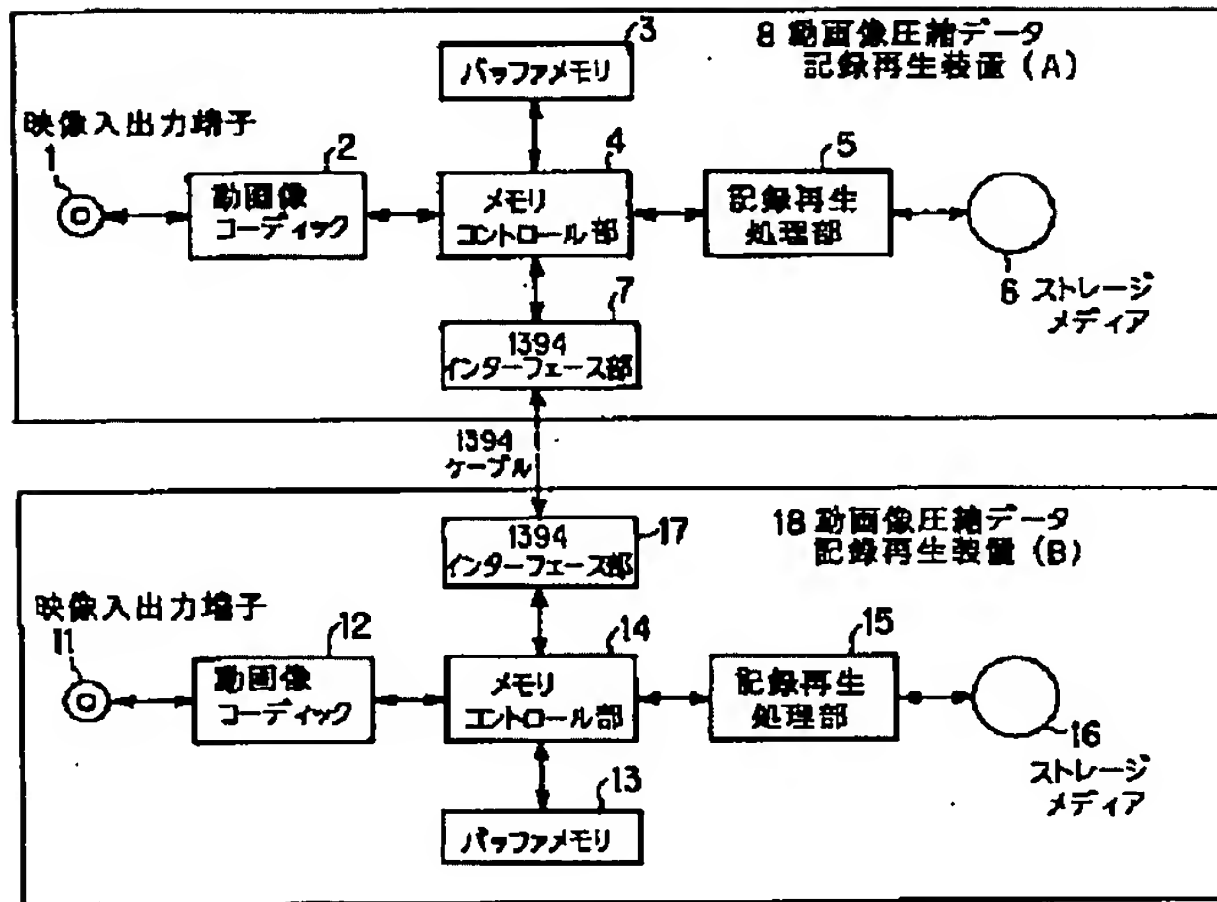 3
バッファメモリ
8 動画像圧縮データ
記録再生装置 (A)
映像入出力端子
1
2
動画像
コーディック
4
メモリ
コントロール部
5
記録再生
処理部
6 ストレージ
メディア
7
1394
インターフェース部
1394
ケーブル
1394
インターフェース部
17
18 動画像圧縮データ
記録再生装置 (B)
映像入出力端子
11
12
動画像
コーディック
14
メモリ
コントロール部
15
記録再生
処理部
16
ストレージ
メディア
13
バッファメモリ